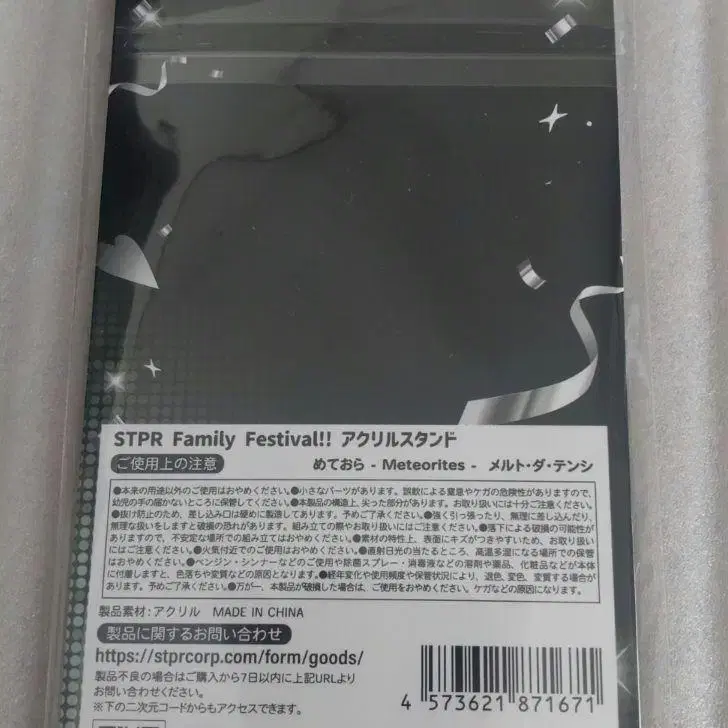 STPR Family Festival!! アクリルスタンド
ご使用上の注意 めておら - Meteorites - メルト・ダ・テンシ
●本来の用途以外のご使用はおやめください。●小さなパーツがあります。誤飲による窒息やケガの危険性がありますので、
幼児の手の届かないところに保管してください。●本製品の構造上、尖った部分があります。お取り扱いには十分ご注意ください。
●抜け防止のため、差し込み口は硬めに製造してあります。予めご了承ください。●強く引っ張ったり、無理に差し込んだり、
無理な扱いをしますと破損の恐れがあります。組み立ての際やお取り扱いにはご注意ください。●落下による破損の可能性が
ありますので、不安定な場所での組み立てはおやめください。●素材の特性上、表面にキズがつきやすいため、お取り扱い
にはご注意ください。●火気付近でのご使用はおやめください。●直射日光の当たるところ、高温多湿になる場所での保管
はおやめください。●ベンジン・シンナーなどのご使用や除菌スプレー・消毒液などの溶剤や薬品、化粧品などが本体
に付着しますと、色落ちや変質などの原因となります。●経年変化や使用頻度や保管状況により、退色、変色、変質する場合が
あります。予めご了承ください。●万が一、本製品が破損した場合は、ご使用をおやめください。ケガなどの原因になります。
製品素材:アクリル MADE IN CHINA
製品に関するお問い合わせ
https://stprcorp.com/form/goods/
製品不良の場合はご購入から7日以内に上記URLより
お問い合わせください。
※下の二次元コードからもアクセスできます。
4 573621 871671